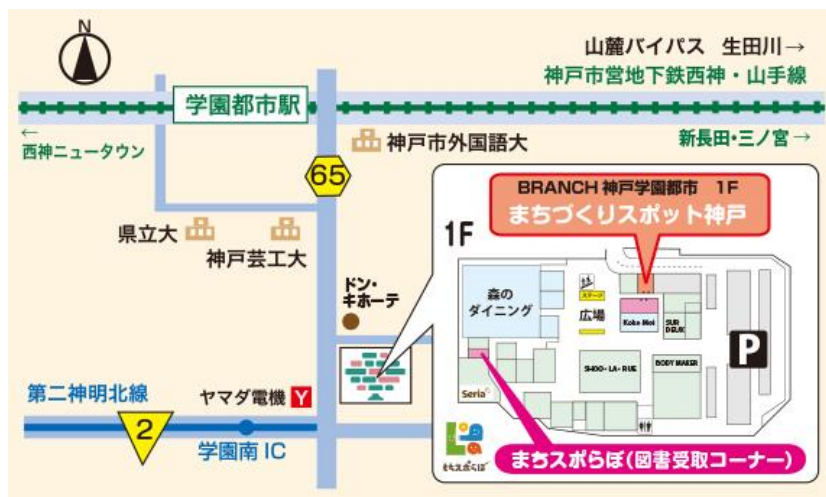 N
山麓バイパス 生田川→
神戸市営地下鉄西神・山手線
学園都市駅
←
西神ニュータウン
新長田・三ノ宮→
神戸市外国語大
65
県立大
神戸芸工大
BRANCH 神戸学園都市 1F
まちづくりスポット神戸
1F
ドン・
キホーテ
森の
ダイニング
ステージ
広場
Koke-Moi
SUR
DEUX
P
SHOO・LA・RUE
BODY MAKER
Seria
第二神明北線
ヤマダ電機 Y
2
学園南 IC
まちスポらぼ
まちスポらぼ(図書受取コーナー)